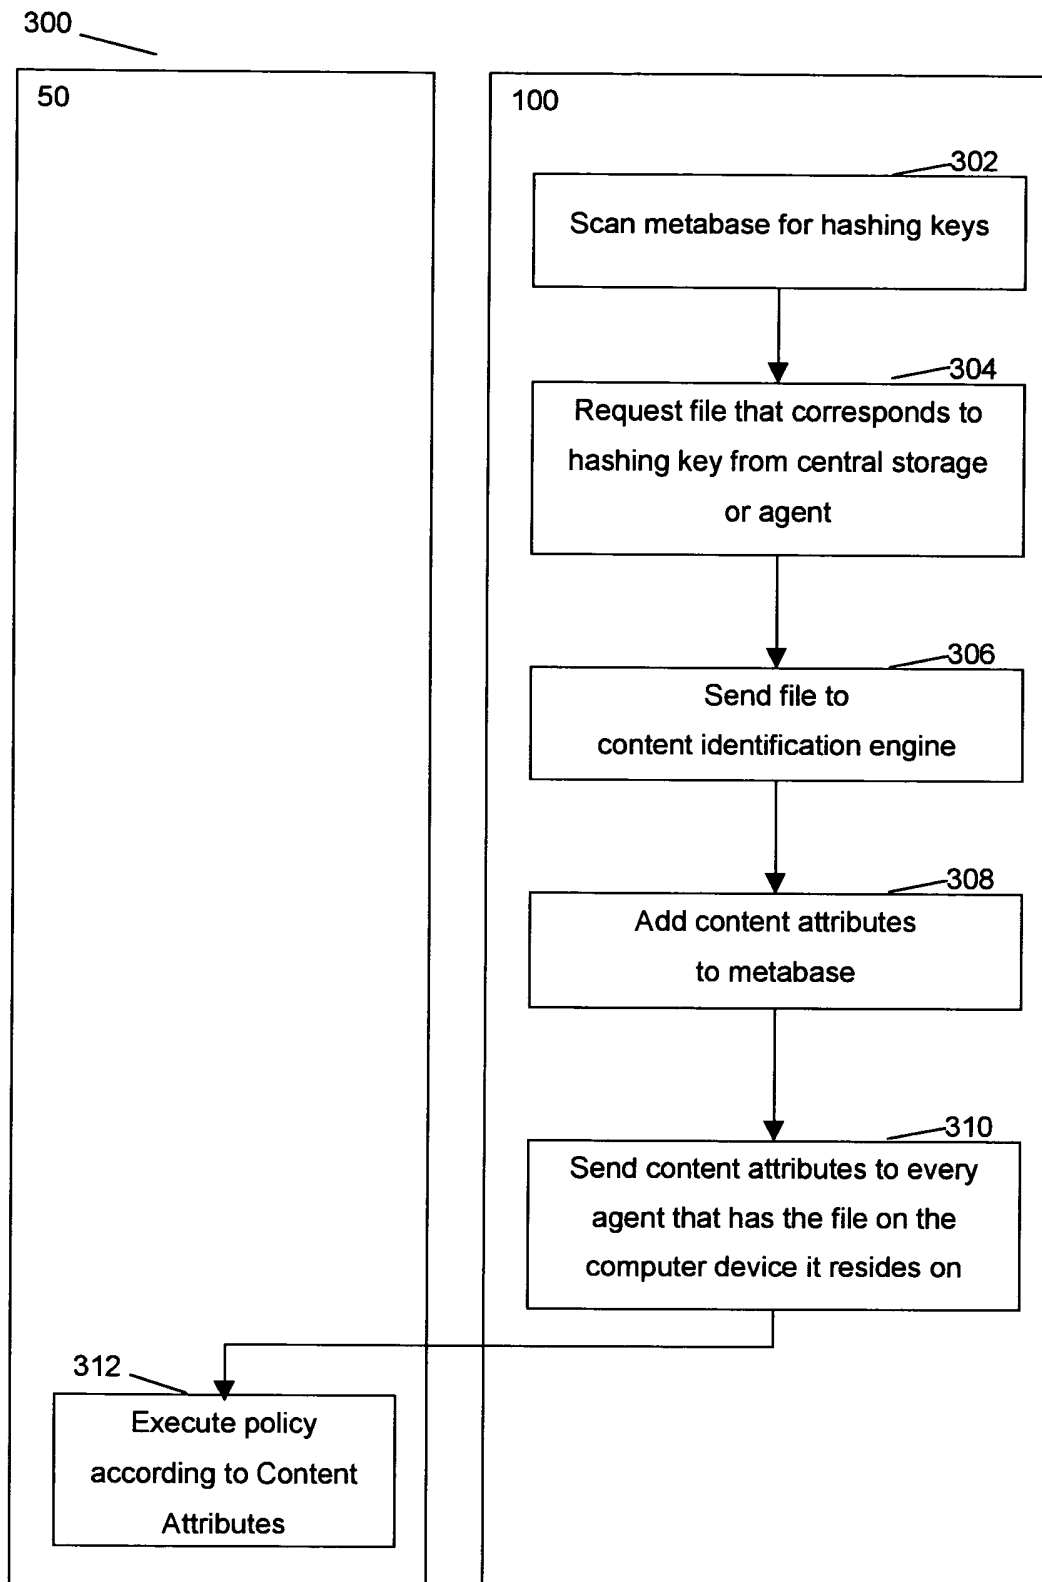 300
50
100
302
Scan metabase for hashing keys
304
Request file that corresponds to
hashing key from central storage
or agent
306
Send file to
content identification engine
308
Add content attributes
to metabase
310
Send content attributes to every
agent that has the file on the
computer device it resides on
312
Execute policy
according to Content
Attributes